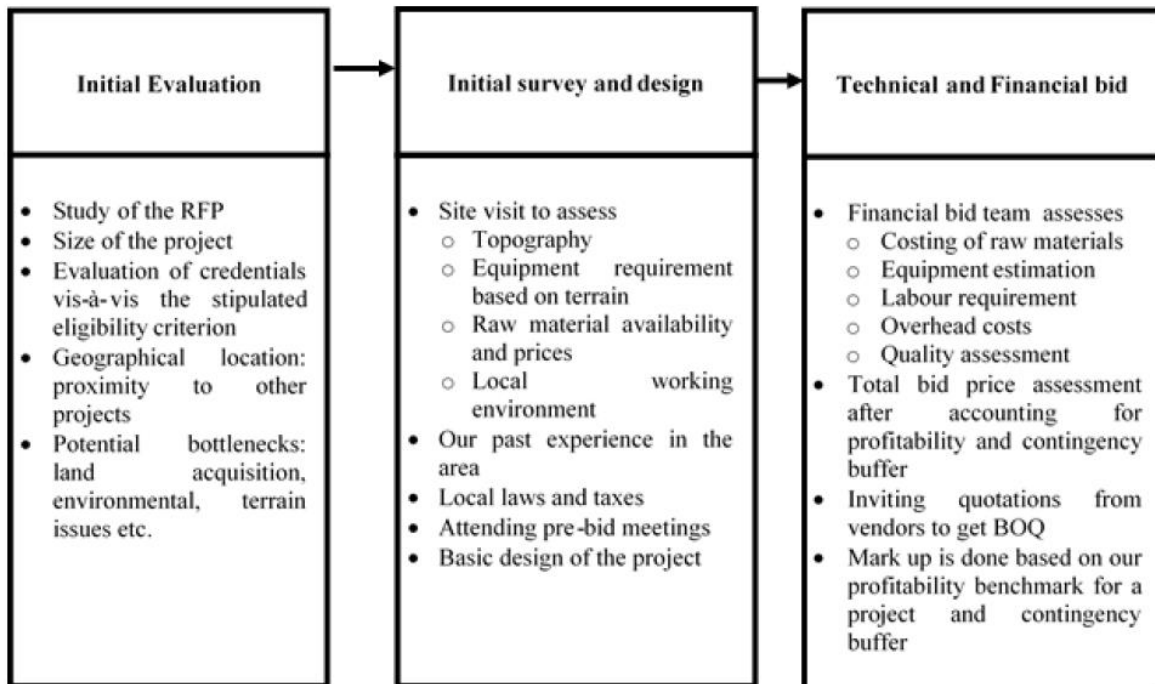 Initial Evaluation
• Study of the RFP
• Size of the project
• Evaluation of credentials
vis-à-vis the stipulated
eligibility criterion
• Geographical location:
proximity to other
projects
• Potential bottlenecks:
land acquisition,
environmental, terrain
issues etc.
Initial survey and design
• Site visit to assess
o Topography
o Equipment requirement
based on terrain
o Raw material availability
and prices
o Local working
environment
• Our past experience in the
area
• Local laws and taxes
• Attending pre-bid meetings
• Basic design of the project
Technical and Financial bid
• Financial bid team assesses
o Costing of raw materials
o Equipment estimation
o Labour requirement
o Overhead costs
o Quality assessment
• Total bid price assessment
after accounting for
profitability and contingency
buffer
• Inviting quotations from
vendors to get BOQ
• Mark up is done based on our
profitability benchmark for a
project and contingency
buffer